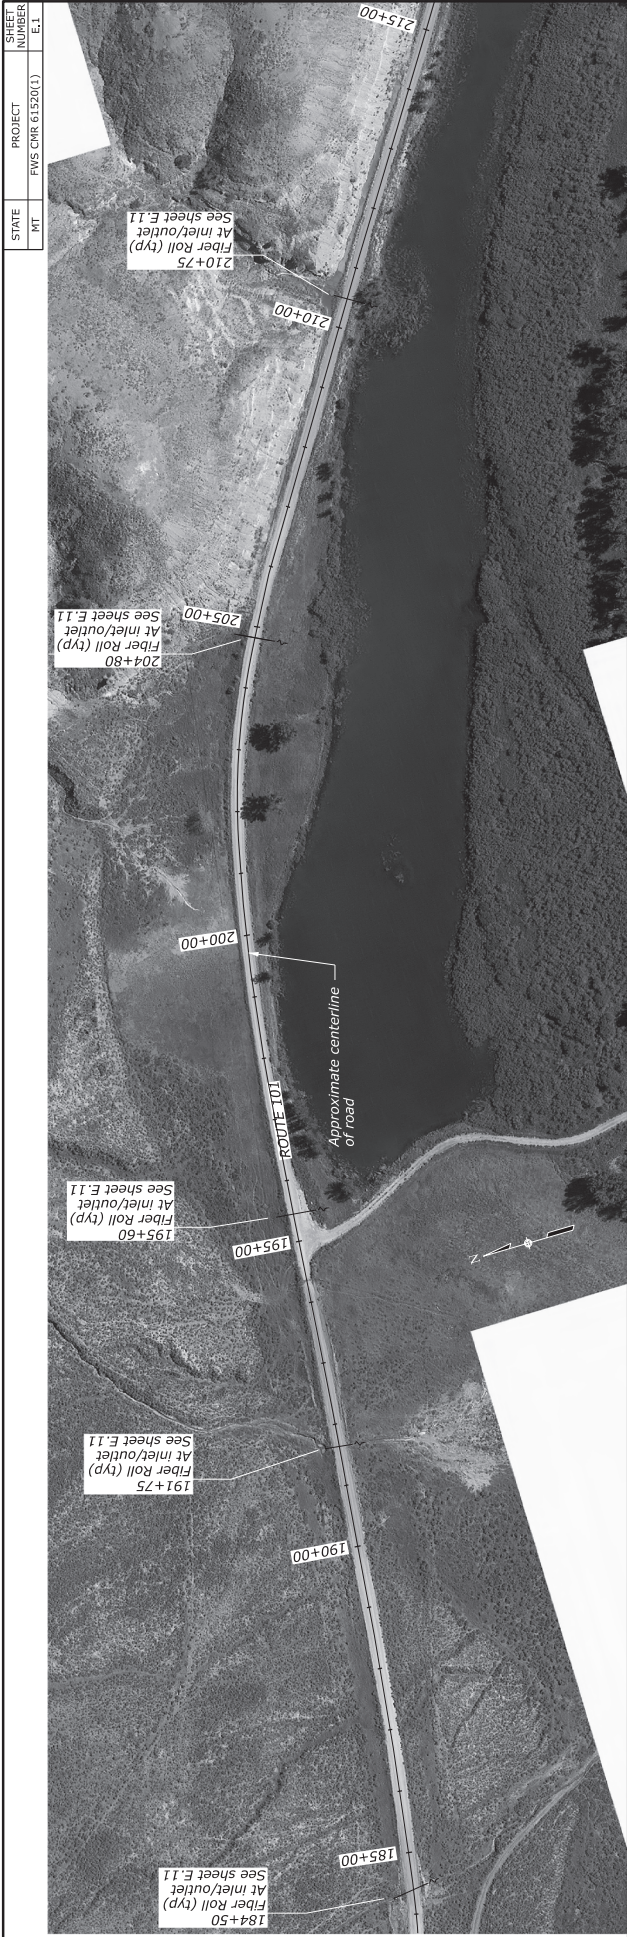 STATE
PROJECT
SHEET
NUMBER
MT
FWS CMR 61520(1)
E.1
215+00
210+75
Fiber Roll (typ)
At inlet/outlet
See sheet E.11
210+00
205+00
204+80
Fiber Roll (typ)
At inlet/outlet
See sheet E.11
200+00
Approximate centerline
of road
ROUTE 101
195+60
Fiber Roll (typ)
At inlet/outlet
See sheet E.11
195+00
N
191+75
Fiber Roll (typ)
At inlet/outlet
See sheet E.11
190+00
185+00
184+50
Fiber Roll (typ)
At inlet/outlet
See sheet E.11